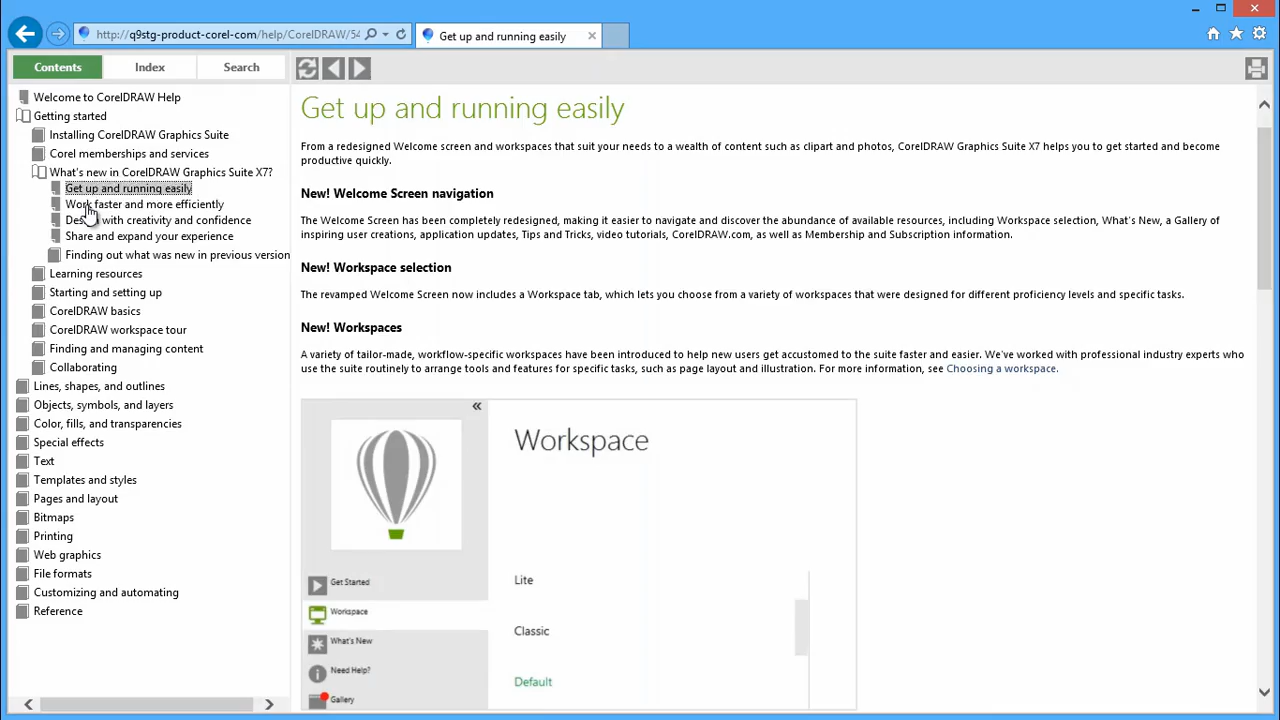 http://q9stg-product-corel.com/help/CorelDRAW/54
Get up and running easily
Contents
Index
Search
Welcome to CorelDRAW Help
Getting started
Installing CorelDRAW Graphics Suite
Corel memberships and services
What's new in CorelDRAW Graphics Suite X7?
Get up and running easily
Work faster and more efficiently
Design with creativity and confidence
Share and expand your experience
Finding out what was new in previous version
Learning resources
Starting and setting up
CorelDRAW basics
CorelDRAW workspace tour
Finding and managing content
Collaborating
Lines, shapes, and outlines
Objects, symbols, and layers
Color, fills, and transparencies
Special effects
Text
Templates and styles
Pages and layout
Bitmaps
Printing
Web graphics
File formats
Customizing and automating
Reference
Get up and running easily
From a redesigned Welcome screen and workspaces that suit your needs to a wealth of content such as clipart and photos, CorelDRAW Graphics Suite X7 helps you to get started and become
productive quickly.
New! Welcome Screen navigation
The Welcome Screen has been completely redesigned, making it easier to navigate and discover the abundance of available resources, including Workspace selection, What's New, a Gallery of
inspiring user creations, application updates, Tips and Tricks, video tutorials, CorelDRAW.com, as well as Membership and Subscription information.
New! Workspace selection
The revamped Welcome Screen now includes a Workspace tab, which lets you choose from a variety of workspaces that were designed for different proficiency levels and specific tasks.
New! Workspaces
A variety of tailor-made, workflow-specific workspaces have been introduced to help new users get accustomed to the suite faster and easier. We've worked with professional industry experts who
use the suite routinely to arrange tools and features for specific tasks, such as page layout and illustration. For more information, see Choosing a workspace.
Get Started
Workspace
What's New
Need Help?
Gallery
Workspace
Lite
Classic
Default